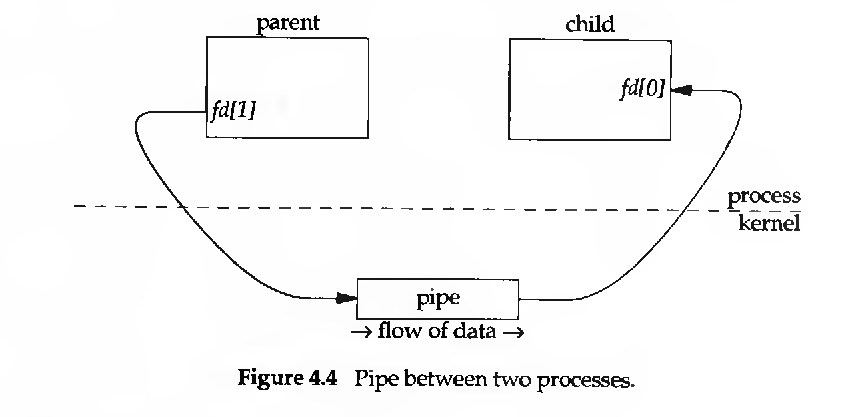 parent
child
fd[1]
fd[0]
process
kernel
pipe
→ flow of data →
Figure 4.4 Pipe between two processes.